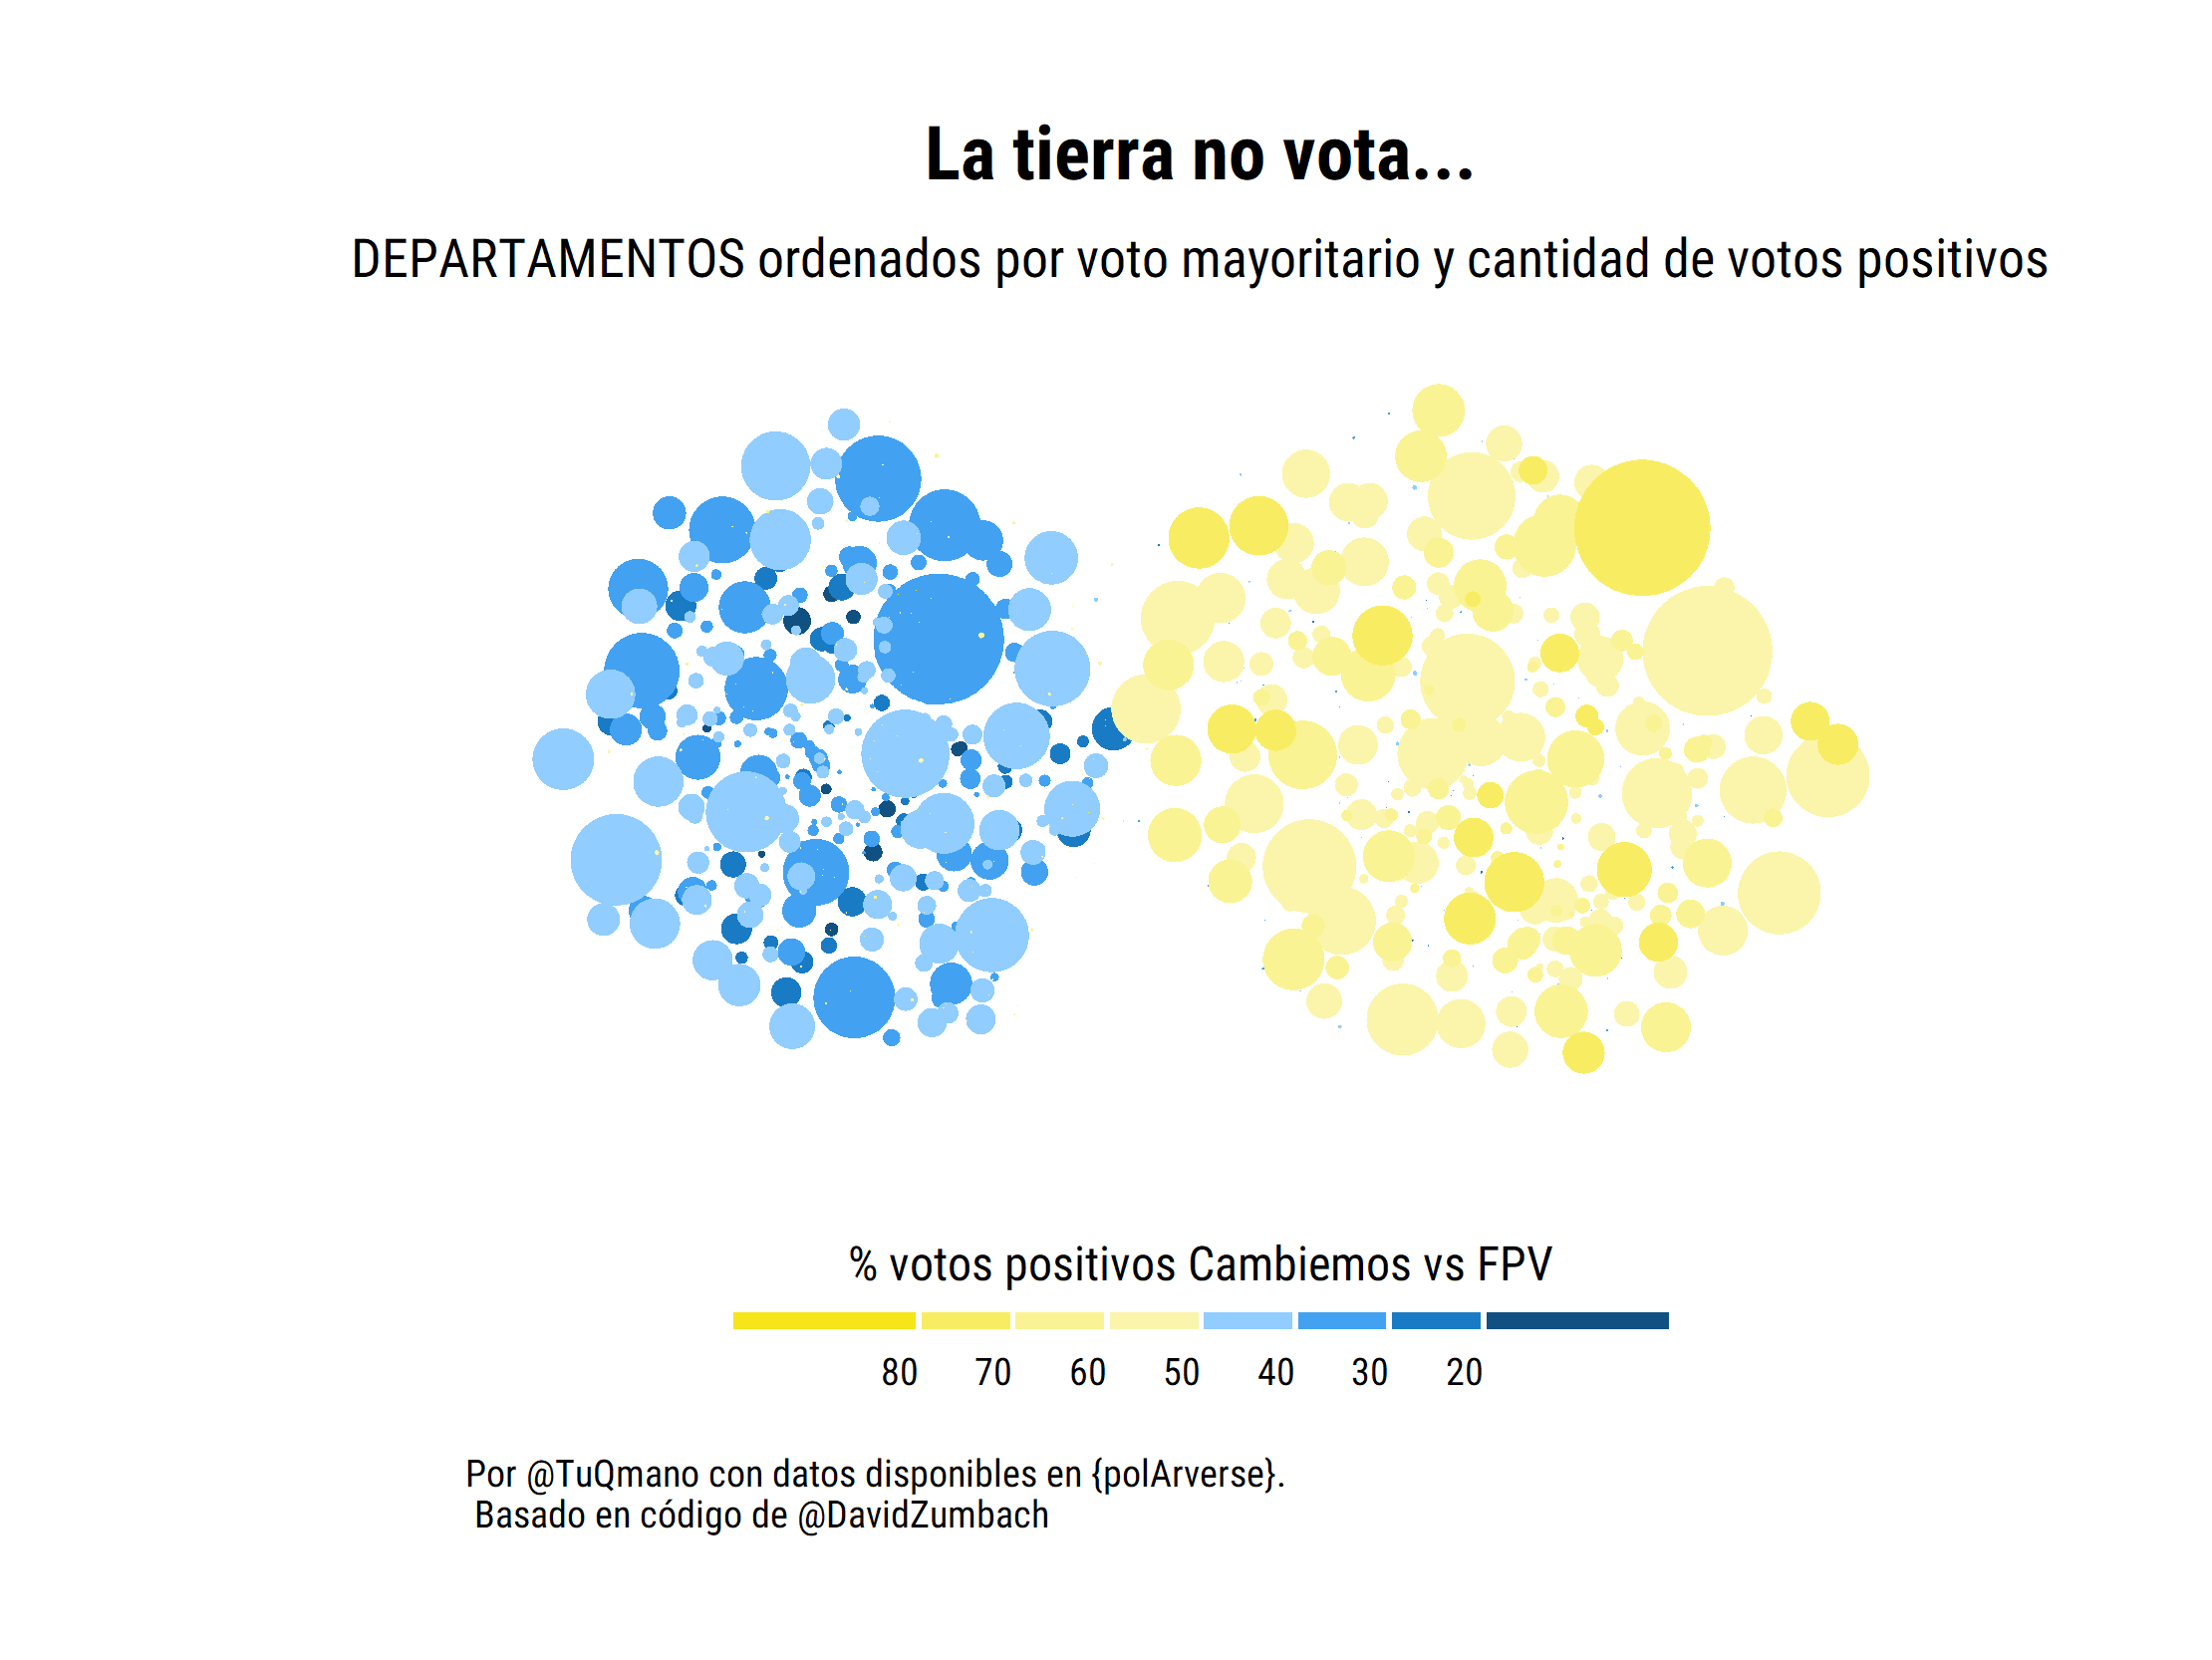 La tierra no vota...
DEPARTAMENTOS ordenados por voto mayoritario y cantidad de votos positivos
% votos positivos Cambiemos vs FPV
80 70 60 50 40 30 20
Por @TuQmano con datos disponibles en {polArverse}.
Basado en código de @DavidZumbach